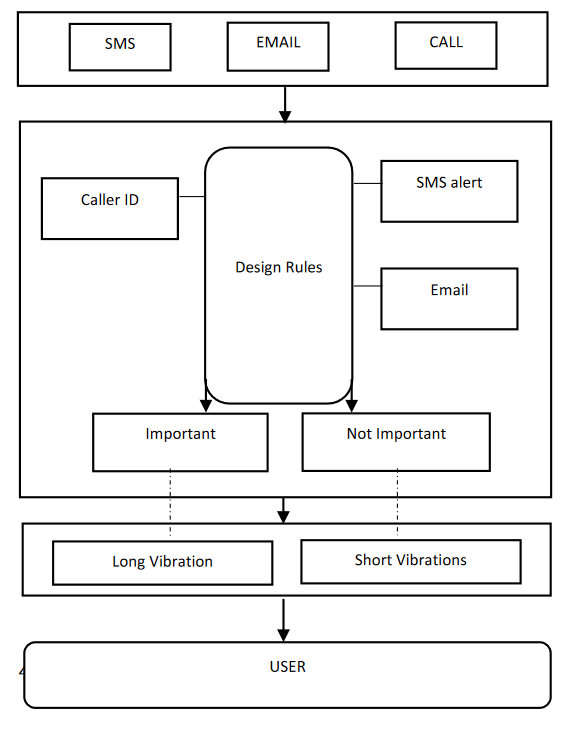 SMS
EMAIL
CALL
Caller ID
SMS alert
Design Rules
Email
Important
Not Important
Long Vibration
Short Vibrations
USER